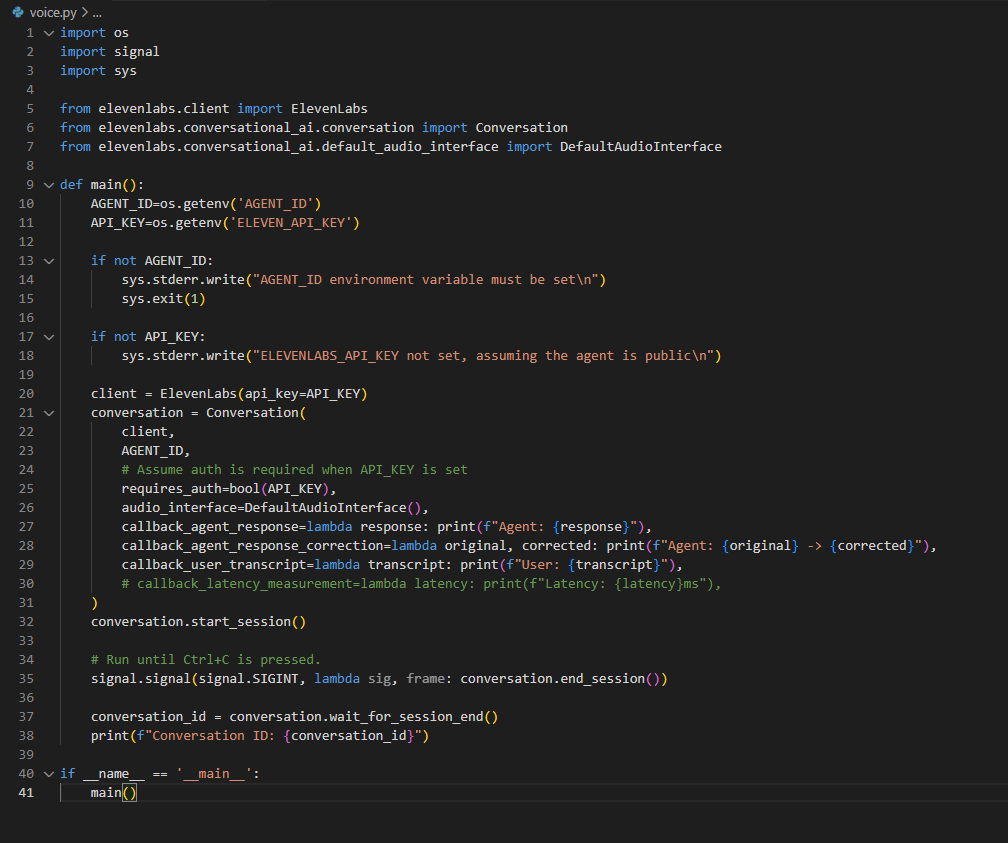 voice.py > ...
1 import os
2 import signal
3 import sys
4
5 from elevenlabs.client import ElevenLabs
6 from elevenlabs.conversational_ai.conversation import Conversation
7 from elevenlabs.conversational_ai.default_audio_interface import DefaultAudioInterface
8
9 def main():
10     AGENT_ID=os.getenv('AGENT_ID')
11     API_KEY=os.getenv('ELEVEN_API_KEY')
12
13     if not AGENT_ID:
14         sys.stderr.write("AGENT_ID environment variable must be set\n")
15         sys.exit(1)
16
17     if not API_KEY:
18         sys.stderr.write("ELEVENLABS_API_KEY not set, assuming the agent is public\n")
19
20     client = ElevenLabs(api_key=API_KEY)
21     conversation = Conversation(
22         client,
23         AGENT_ID,
24         # Assume auth is required when API_KEY is set
25         requires_auth=bool(API_KEY),
26         audio_interface=DefaultAudioInterface(),
27         callback_agent_response=lambda response: print(f"Agent: {response}"),
28         callback_agent_response_correction=lambda original, corrected: print(f"Agent: {original} -> {corrected}"),
29         callback_user_transcript=lambda transcript: print(f"User: {transcript}"),
30         # callback_latency_measurement=lambda latency: print(f"Latency: {latency}ms"),
31     )
32     conversation.start_session()
33
34     # Run until Ctrl+C is pressed.
35     signal.signal(signal.SIGINT, lambda sig, frame: conversation.end_session())
36
37     conversation_id = conversation.wait_for_session_end()
38     print(f"Conversation ID: {conversation_id}")
39
40 if __name__ == '__main__':
41     main()